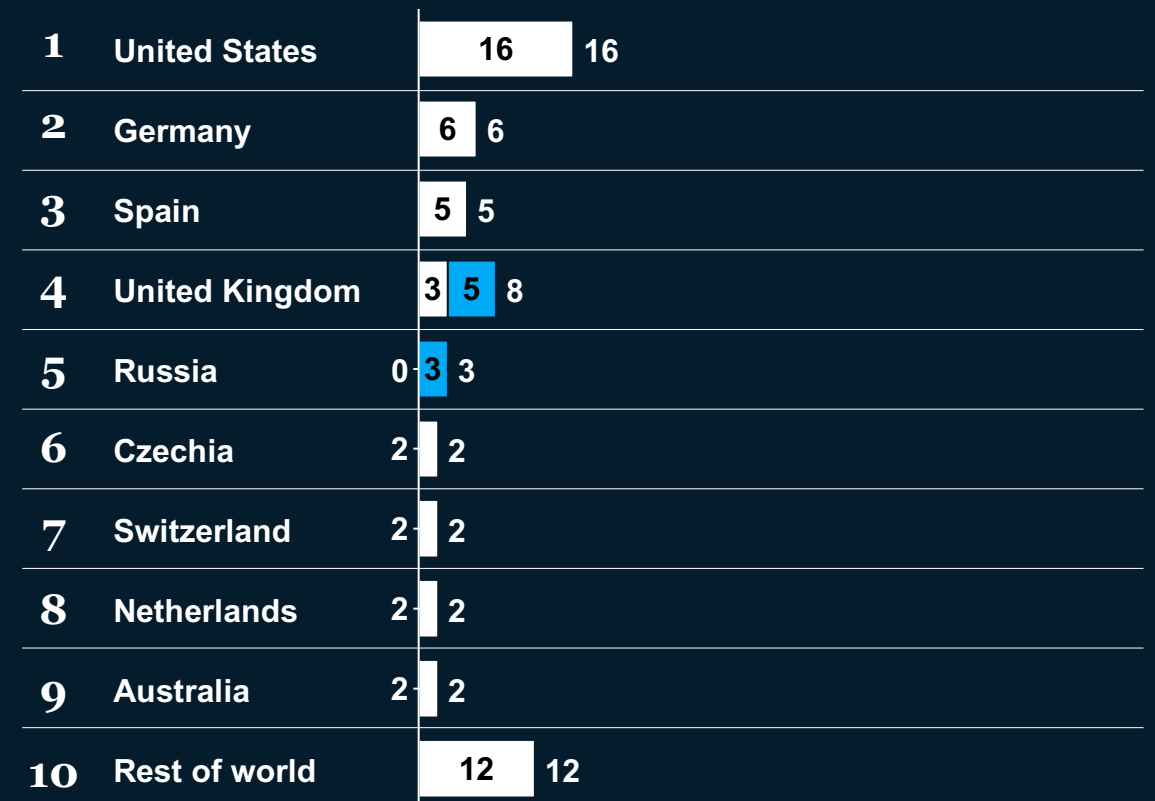 1 United States 16 16
2 Germany 6 6
3 Spain 5 5
4 United Kingdom 3 5 8
5 Russia 0 3 3
6 Czechia 2 2
7 Switzerland 2 2
8 Netherlands 2 2
9 Australia 2 2
10 Rest of world 12 12